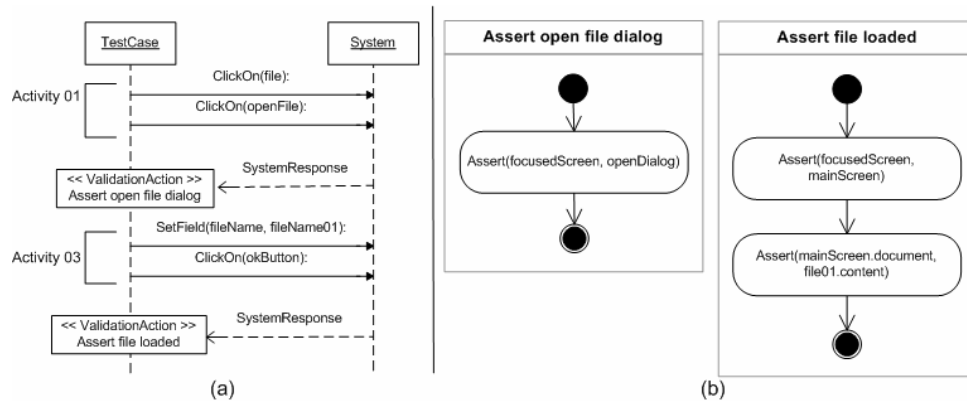 TestCase
System
Activity 01
ClickOn(file):
ClickOn(openFile):
<< ValidationAction >>
Assert open file dialog
SystemResponse
Activity 03
SetField(fileName, fileName01):
ClickOn(okButton):
<< ValidationAction >>
Assert file loaded
SystemResponse
(a)
Assert open file dialog
Assert(focusedScreen, openDialog)
Assert file loaded
Assert(focusedScreen,
mainScreen)
Assert(mainScreen.document,
file01.content)
(b)